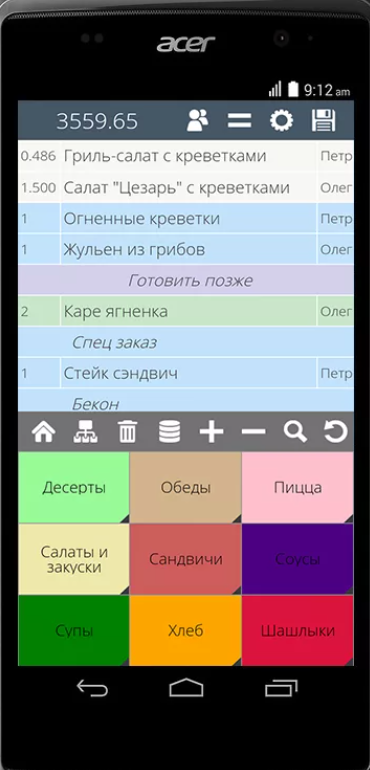 acer
9:12 am
3559.65
0.486 Гриль-салат с креветками Петр
1.500 Салат "Цезарь" с креветками Олег
1 Огненные креветки Петр
1 Жульен из грибов Олег
Готовить позже
2 Каре ягненка Олег
Спец заказ
1 Стейк сэндвич Петр
Бекон
Десерты Обеды Пицца
Салаты и
закуски
Сандвичи Соусы
Супы Хлеб Шашлыки